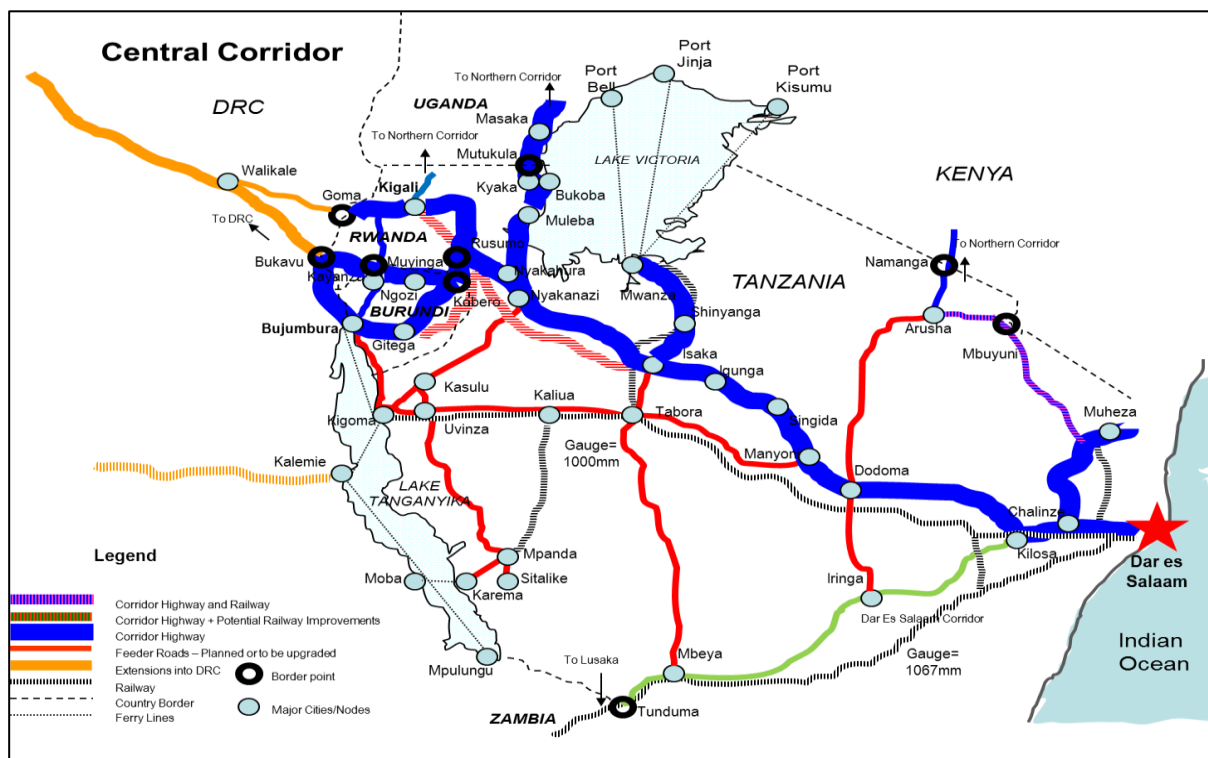 Central Corridor
DRC
UGANDA
To Northern Corridor
Port
Bell
Port
Jinja
Port
Kisumu
Masaka
To Northern Corridor
Mutukula
LAKE VICTORIA
Walikale
Goma
Kigali
Kyaka
Bukoba
KENYA
To DRC
RWANDA
Muleba
Rusumo
To Northern Corridor
Bukavu
Kayanza
Muyinga
Nyakahura
Namanga
TANZANIA
Ngozi
Kobero
Nyakanazi
Mwanza
BURUNDI
Shinyanga
Bujumbura
Gitega
Arusha
Mbuyuni
Isaka
Igunga
Kasulu
Kaliua
Singida
Muheza
Kigoma
Uvinza
Tabora
Gauge=
1000mm
Manyon
Kalemie
Dodoma
LAKE
TANGANYIKA
Chalinze
Kilosa
Dar es
Salaam
Mpanda
Moba
Karema
Sitalike
Iringa
Dar Es Salaam Corridor
Indian
Ocean
Mpulungu
To Lusaka
Mbeya
Gauge=
1067mm
ZAMBIA
Tunduma
Legend
Corridor Highway and Railway
Corridor Highway + Potential Railway Improvements
Corridor Highway
Feeder Roads – Planned or to be upgraded
Extensions into DRC
Railway
Country Border
Ferry Lines
Border point
Major Cities/Nodes